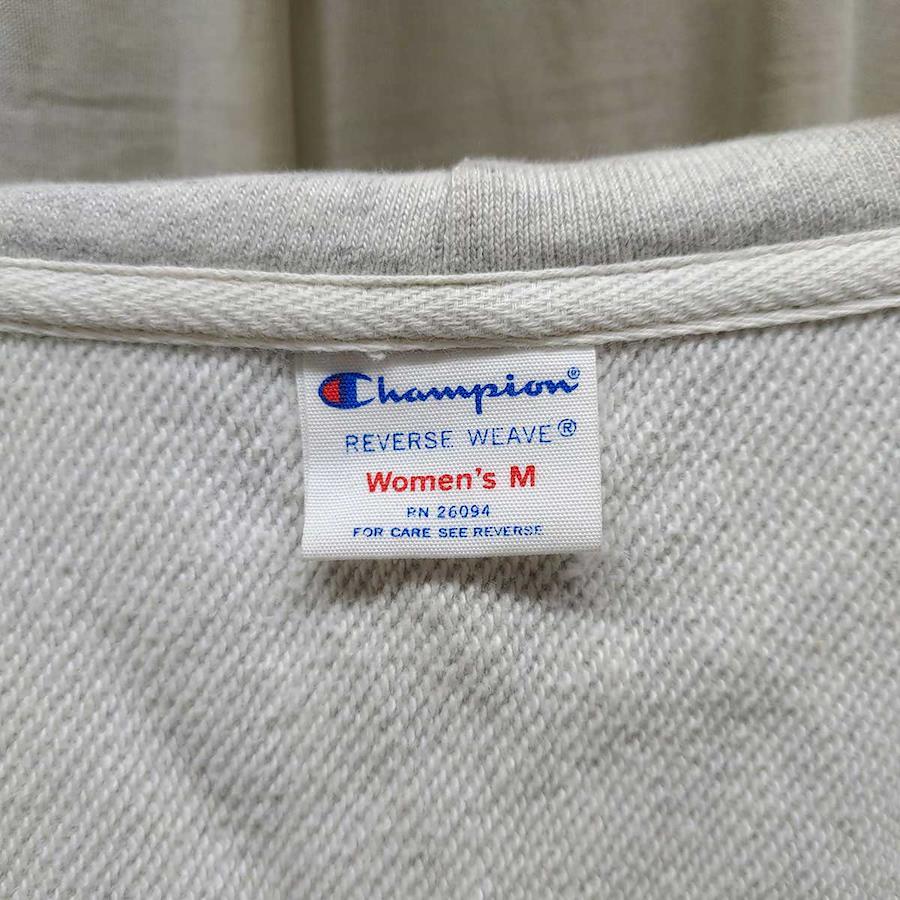 Champion®
REVERSE WEAVE®
Women's M
RN 26094
FOR CARE SEE REVERSE